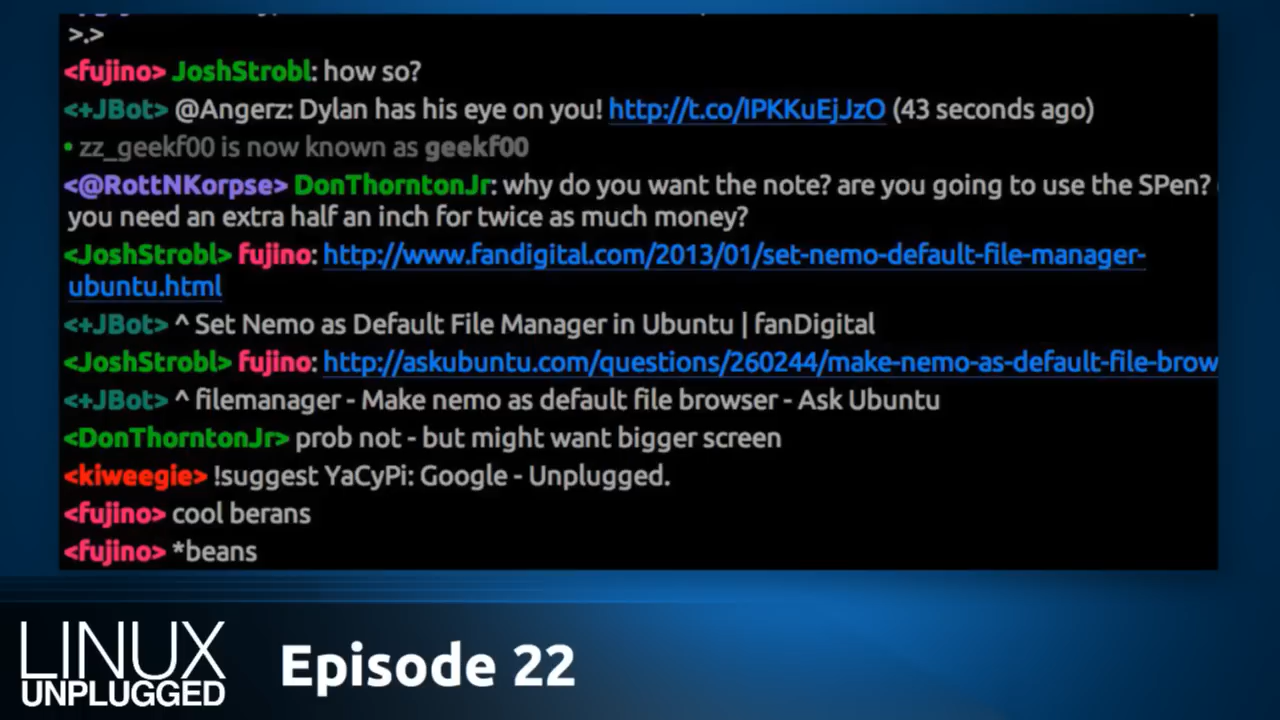 >.>
<fujino> JoshStrobl: how so?
<+JBot> @Angerz: Dylan has his eye on you! http://t.co/IPKKuEjJzO (43 seconds ago)
• zz_geekf00 is now known as geekf00
<@RottNKorpse> DonThorntonJr: why do you want the note? are you going to use the SPen?
you need an extra half an inch for twice as much money?
<JoshStrobl> fujino: http://www.fandigital.com/2013/01/set-nemo-default-file-manager-
ubuntu.html
<+JBot> ^ Set Nemo as Default File Manager in Ubuntu | fanDigital
<JoshStrobl> fujino: http://askubuntu.com/questions/260244/make-nemo-as-default-file-brow
<+JBot> ^ filemanager - Make nemo as default file browser - Ask Ubuntu
<DonThorntonJr> prob not - but might want bigger screen
<kiweegie> !suggest YaCyPi: Google - Unplugged.
<fujino> cool berans
<fujino> *beans
LINUX
UNPLUGGED
Episode 22